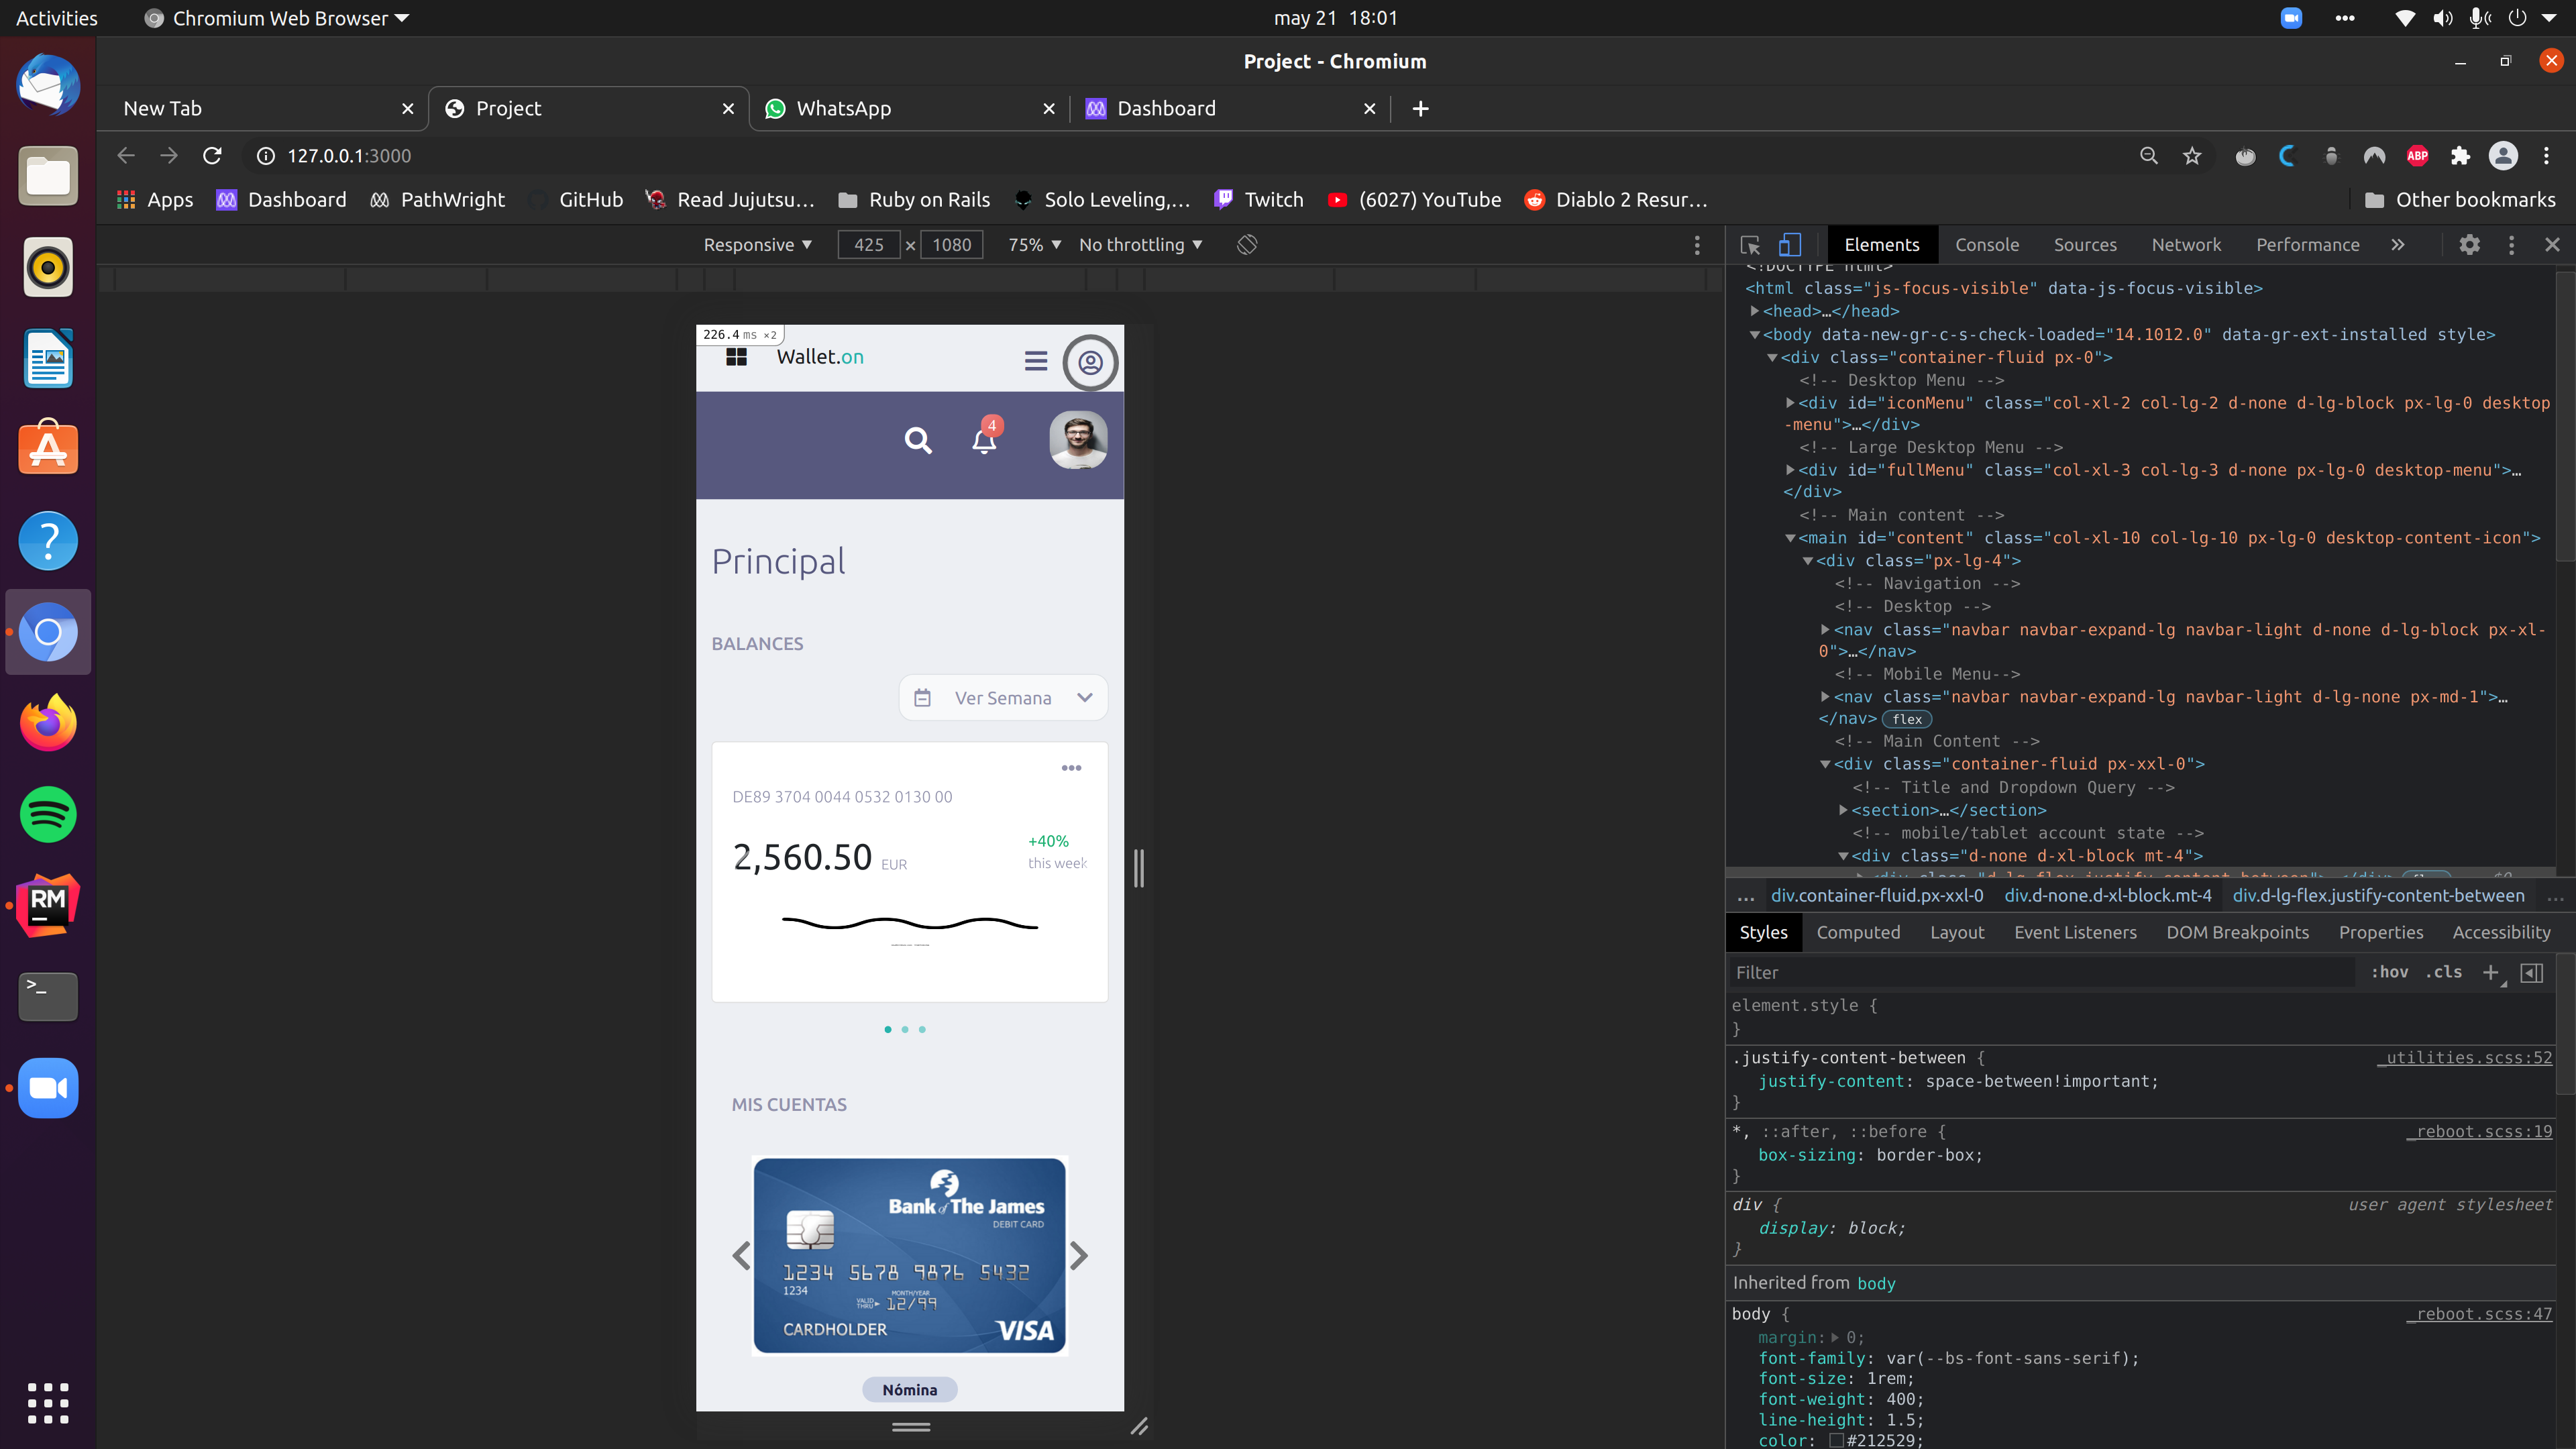 Activities
Chromium Web Browser
may 21 18:01
Project - Chromium
New Tab
Project
WhatsApp
Dashboard
127.0.0.1:3000
ABP
Apps
Dashboard
PathWright
GitHub
Read Jujutsu...
Ruby on Rails
Solo Leveling,...
Twitch
(6027) YouTube
Diablo 2 Resur...
Other bookmarks
Responsive
425 × 1080
75%
No throttling
Elements
Console
Sources
Network
Performance
226.4 ms ×2
Wallet.on
4
Principal
BALANCES
Ver Semana
DE89 3704 0044 0532 0130 00
2,560.50 EUR
+40%
this week
MIS CUENTAS
Bank of The James
DEBIT CARD
1234 5678 9876 5432
1234
MONTH/YEAR
VALID THRU 12/99
CARDHOLDER
VISA
Nómina
<!DOCTYPE html>
<html class="js-focus-visible" data-js-focus-visible>
<head>…</head>
<body data-new-gr-c-s-check-loaded="14.1012.0" data-gr-ext-installed style>
<div class="container-fluid px-0">
<!-- Desktop Menu -->
<div id="iconMenu" class="col-xl-2 col-lg-2 d-none d-lg-block px-lg-0 desktop
-menu">…</div>
<!-- Large Desktop Menu -->
<div id="fullMenu" class="col-xl-3 col-lg-3 d-none px-lg-0 desktop-menu">…
</div>
<!-- Main content -->
<main id="content" class="col-xl-10 col-lg-10 px-lg-0 desktop-content-icon">
<div class="px-lg-4">
<!-- Navigation -->
<!-- Desktop -->
<nav class="navbar navbar-expand-lg navbar-light d-none d-lg-block px-xl-
0">…</nav>
<!-- Mobile Menu-->
<nav class="navbar navbar-expand-lg navbar-light d-lg-none px-md-1">…
</nav> flex
<!-- Main Content -->
<div class="container-fluid px-xxl-0">
<!-- Title and Dropdown Query -->
<section>…</section>
<!-- mobile/tablet account state -->
<div class="d-none d-xl-block mt-4">
... div.container-fluid.px-xxl-0 div.d-none.d-xl-block.mt-4 div.d-lg-flex.justify-content-between ...
Styles
Computed
Layout
Event Listeners
DOM Breakpoints
Properties
Accessibility
Filter
:hov .cls
element.style {
}
.justify-content-between {
_utilities.scss:52
justify-content: space-between!important;
}
*, ::after, ::before {
_reboot.scss:19
box-sizing: border-box;
}
div {
user agent stylesheet
display: block;
}
Inherited from body
body {
_reboot.scss:47
margin: 0;
font-family: var(--bs-font-sans-serif);
font-size: 1rem;
font-weight: 400;
line-height: 1.5;
color: #212529;
RM
>_